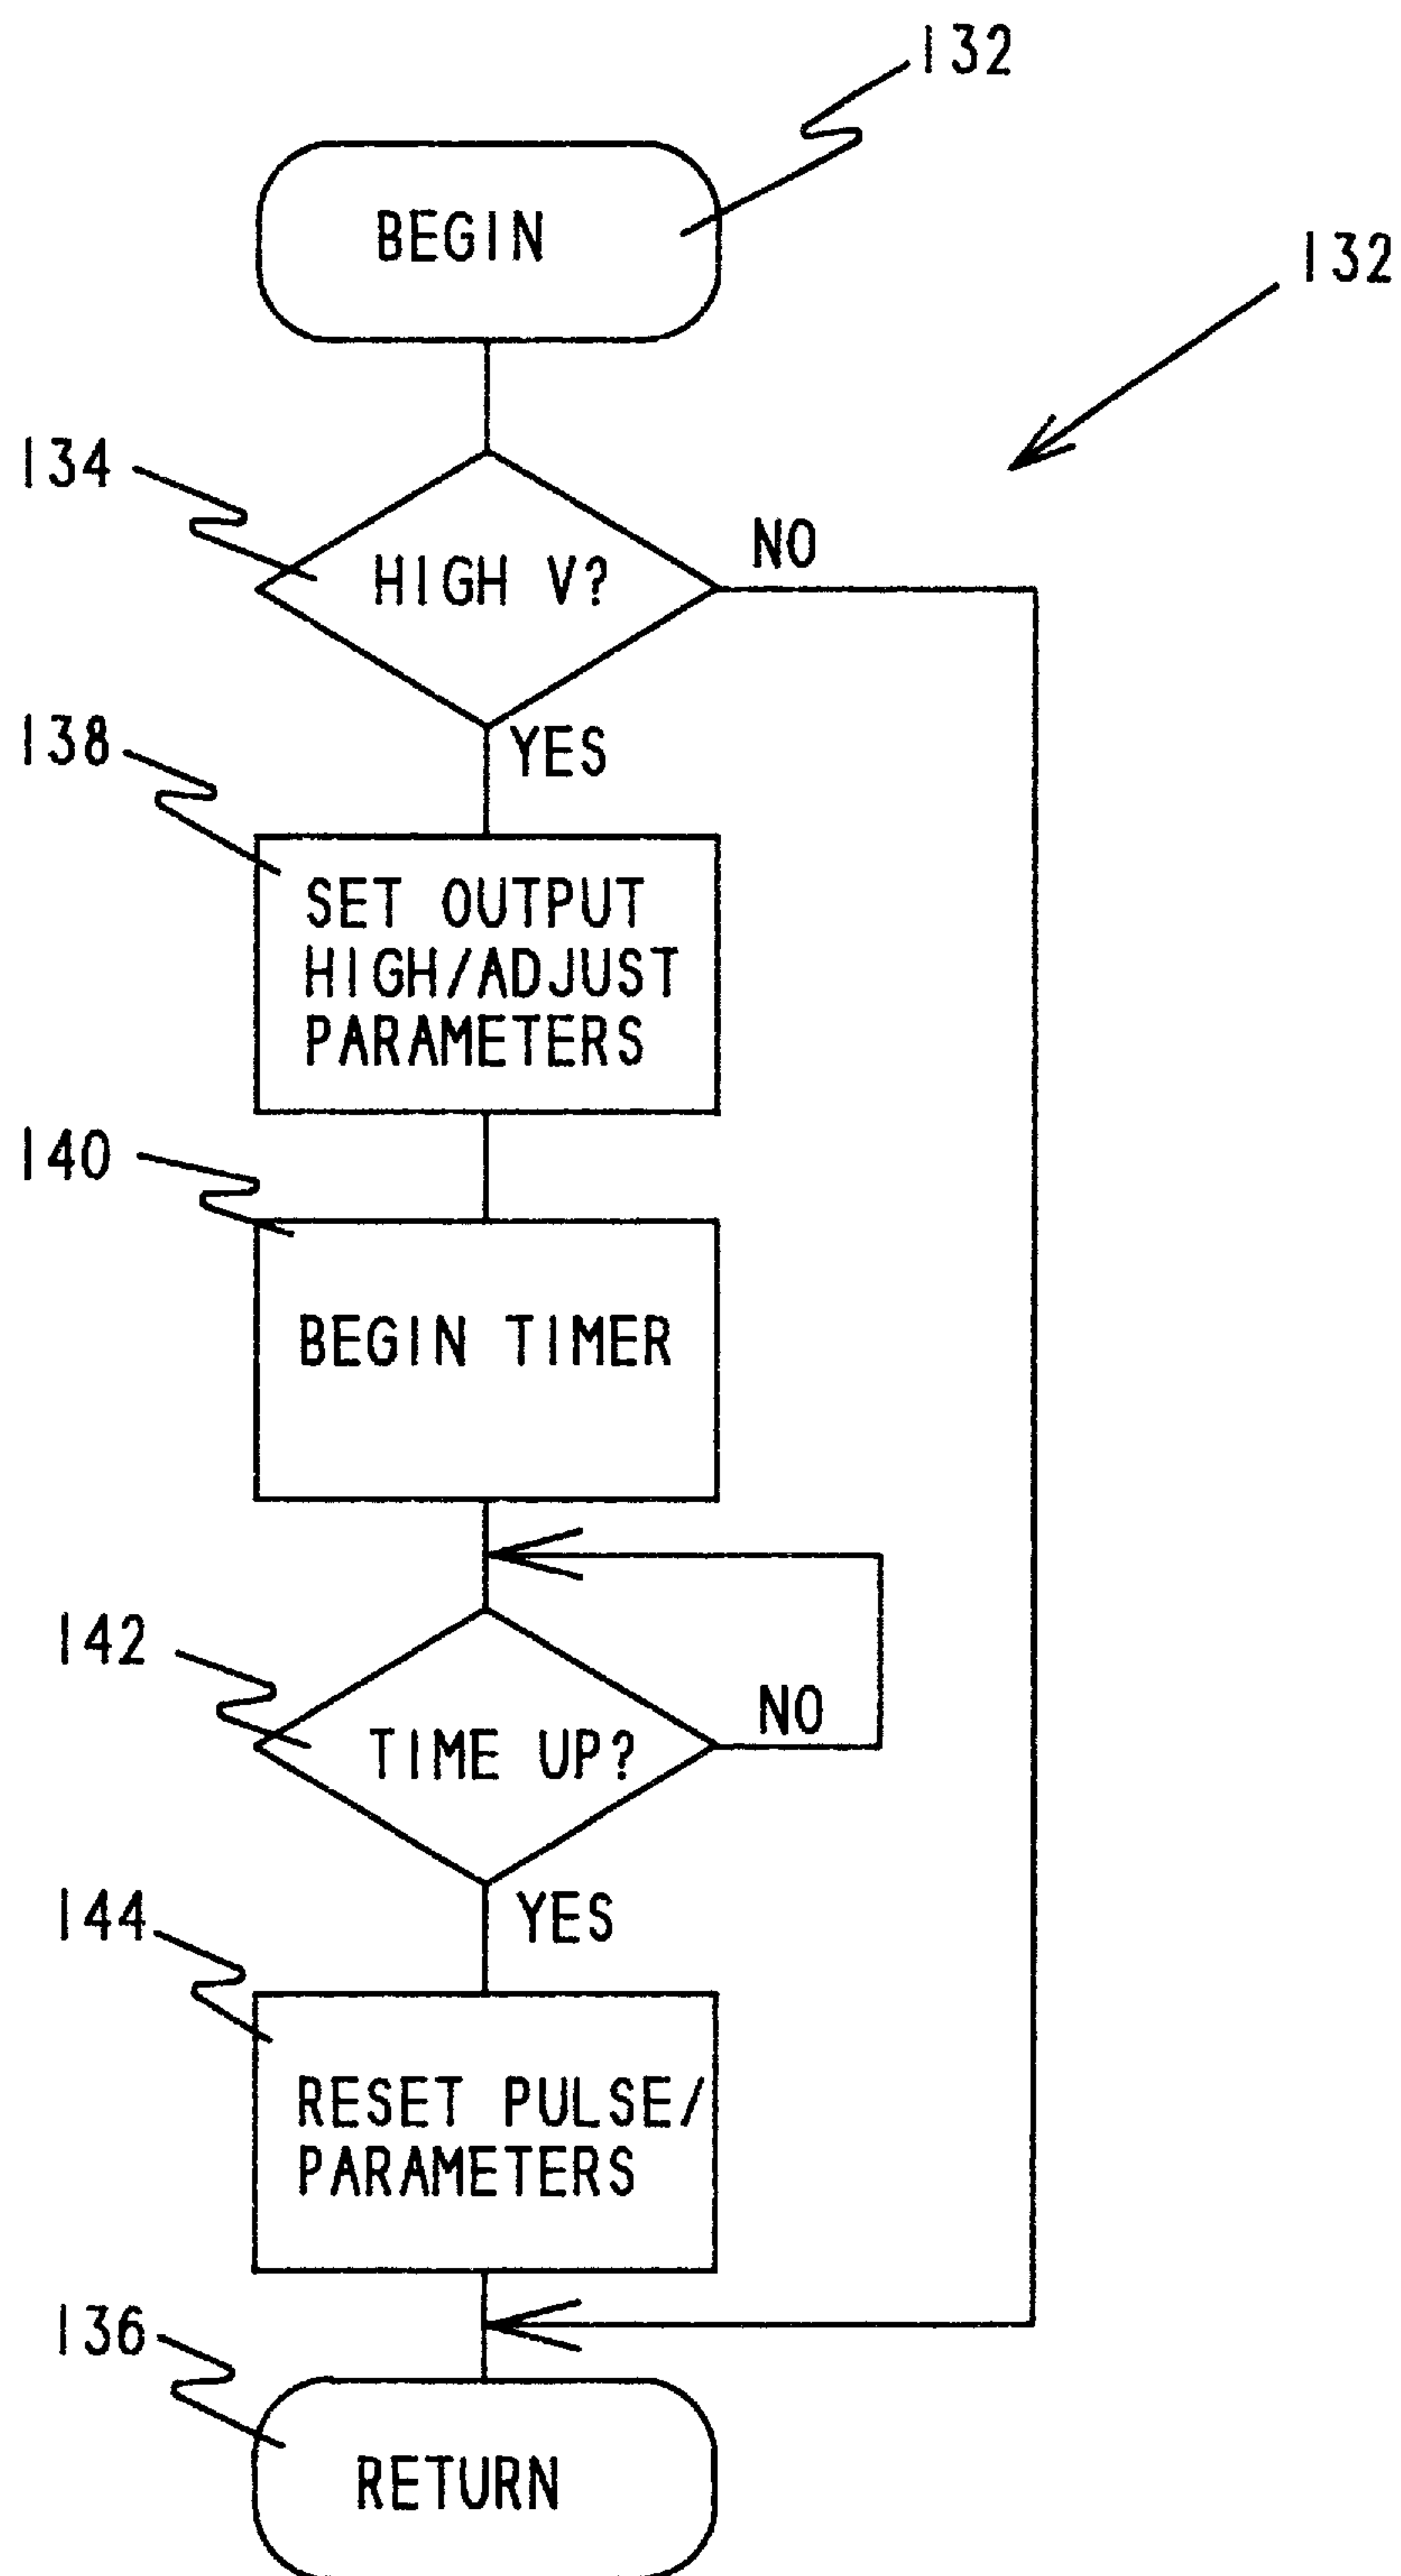 132
BEGIN
132
134
HIGH V?
NO
YES
138
SET OUTPUT
HIGH/ADJUST
PARAMETERS
140
BEGIN TIMER
142
TIME UP?
NO
YES
144
RESET PULSE/
PARAMETERS
136
RETURN